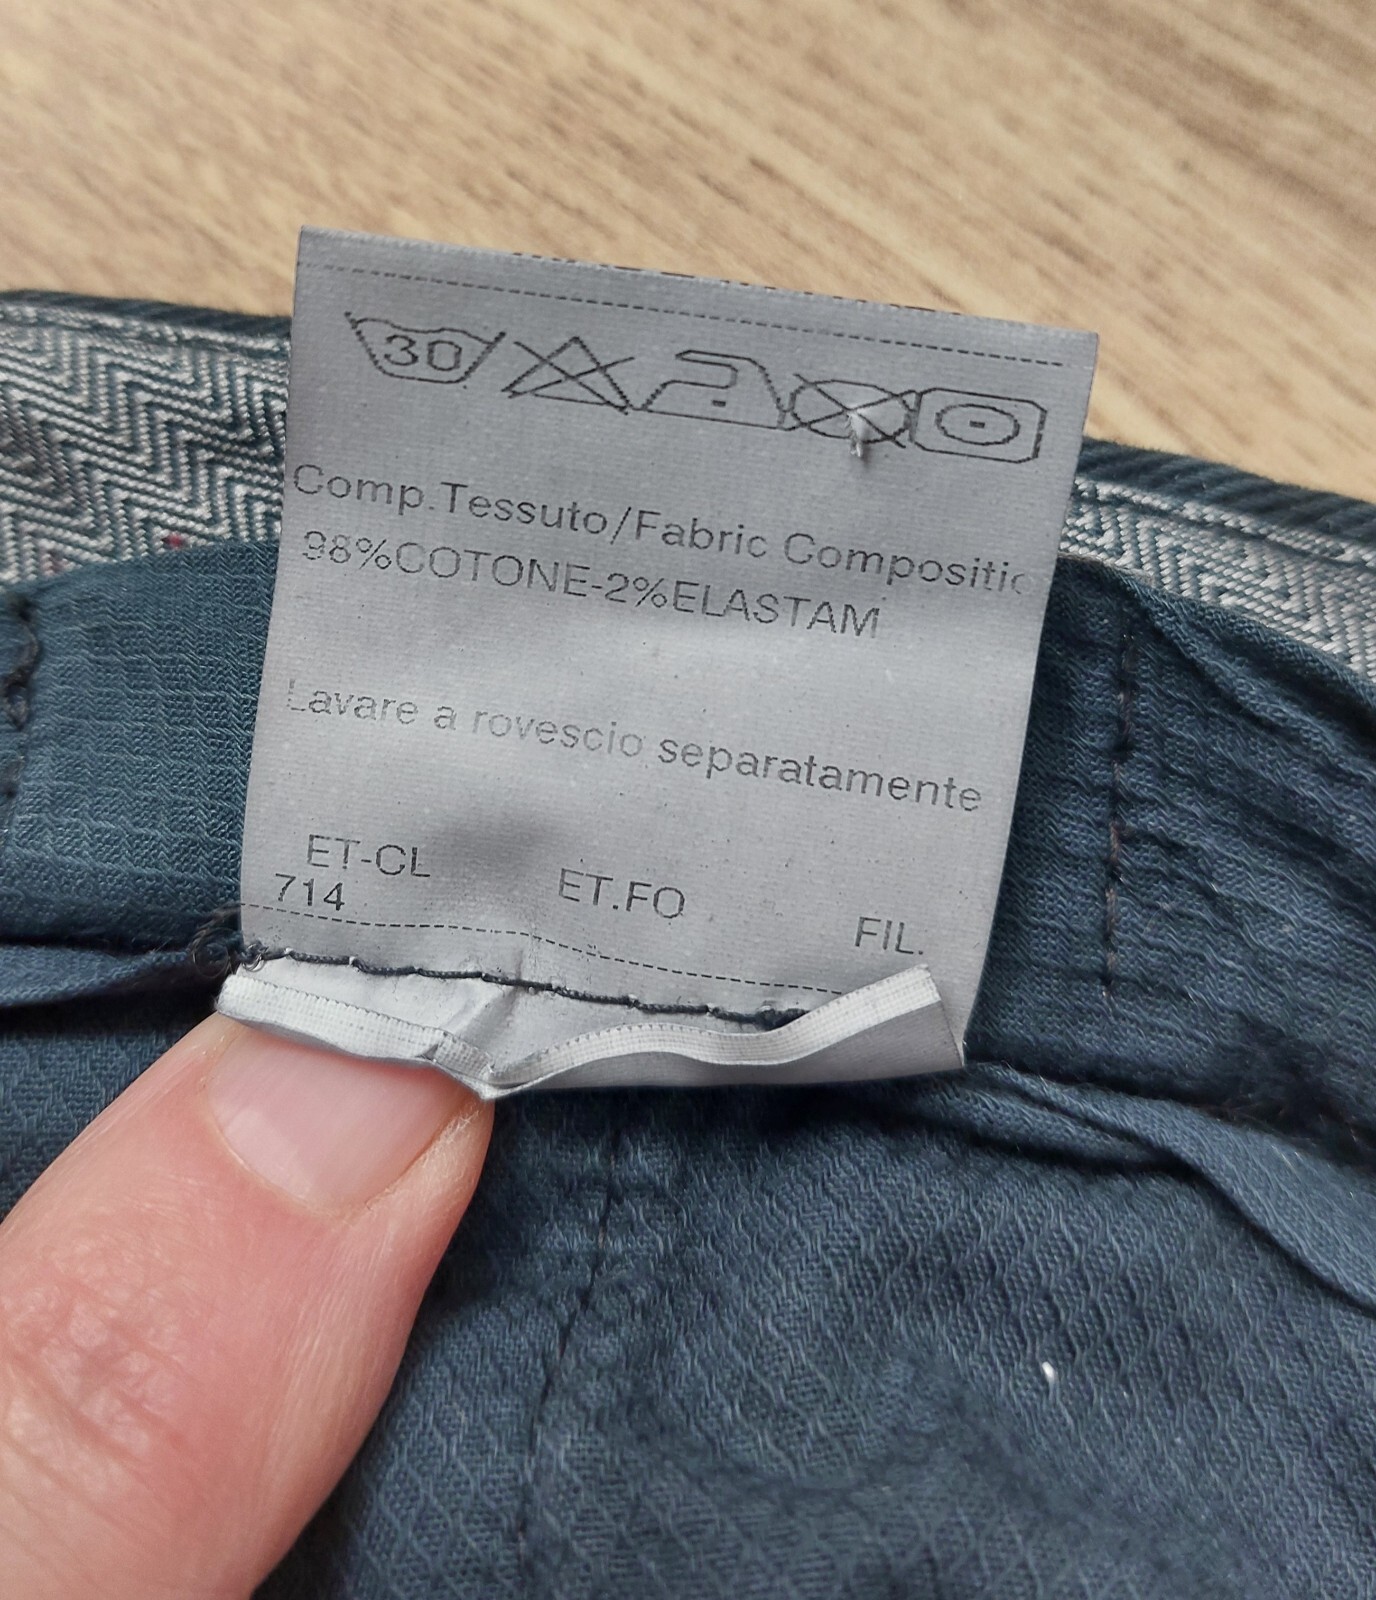 30
Comp.Tessuto/Fabric Compositio
98%COTONE-2%ELASTAM
Lavare a rovescio separatamente
ET-CL ET.FO FIL.
714